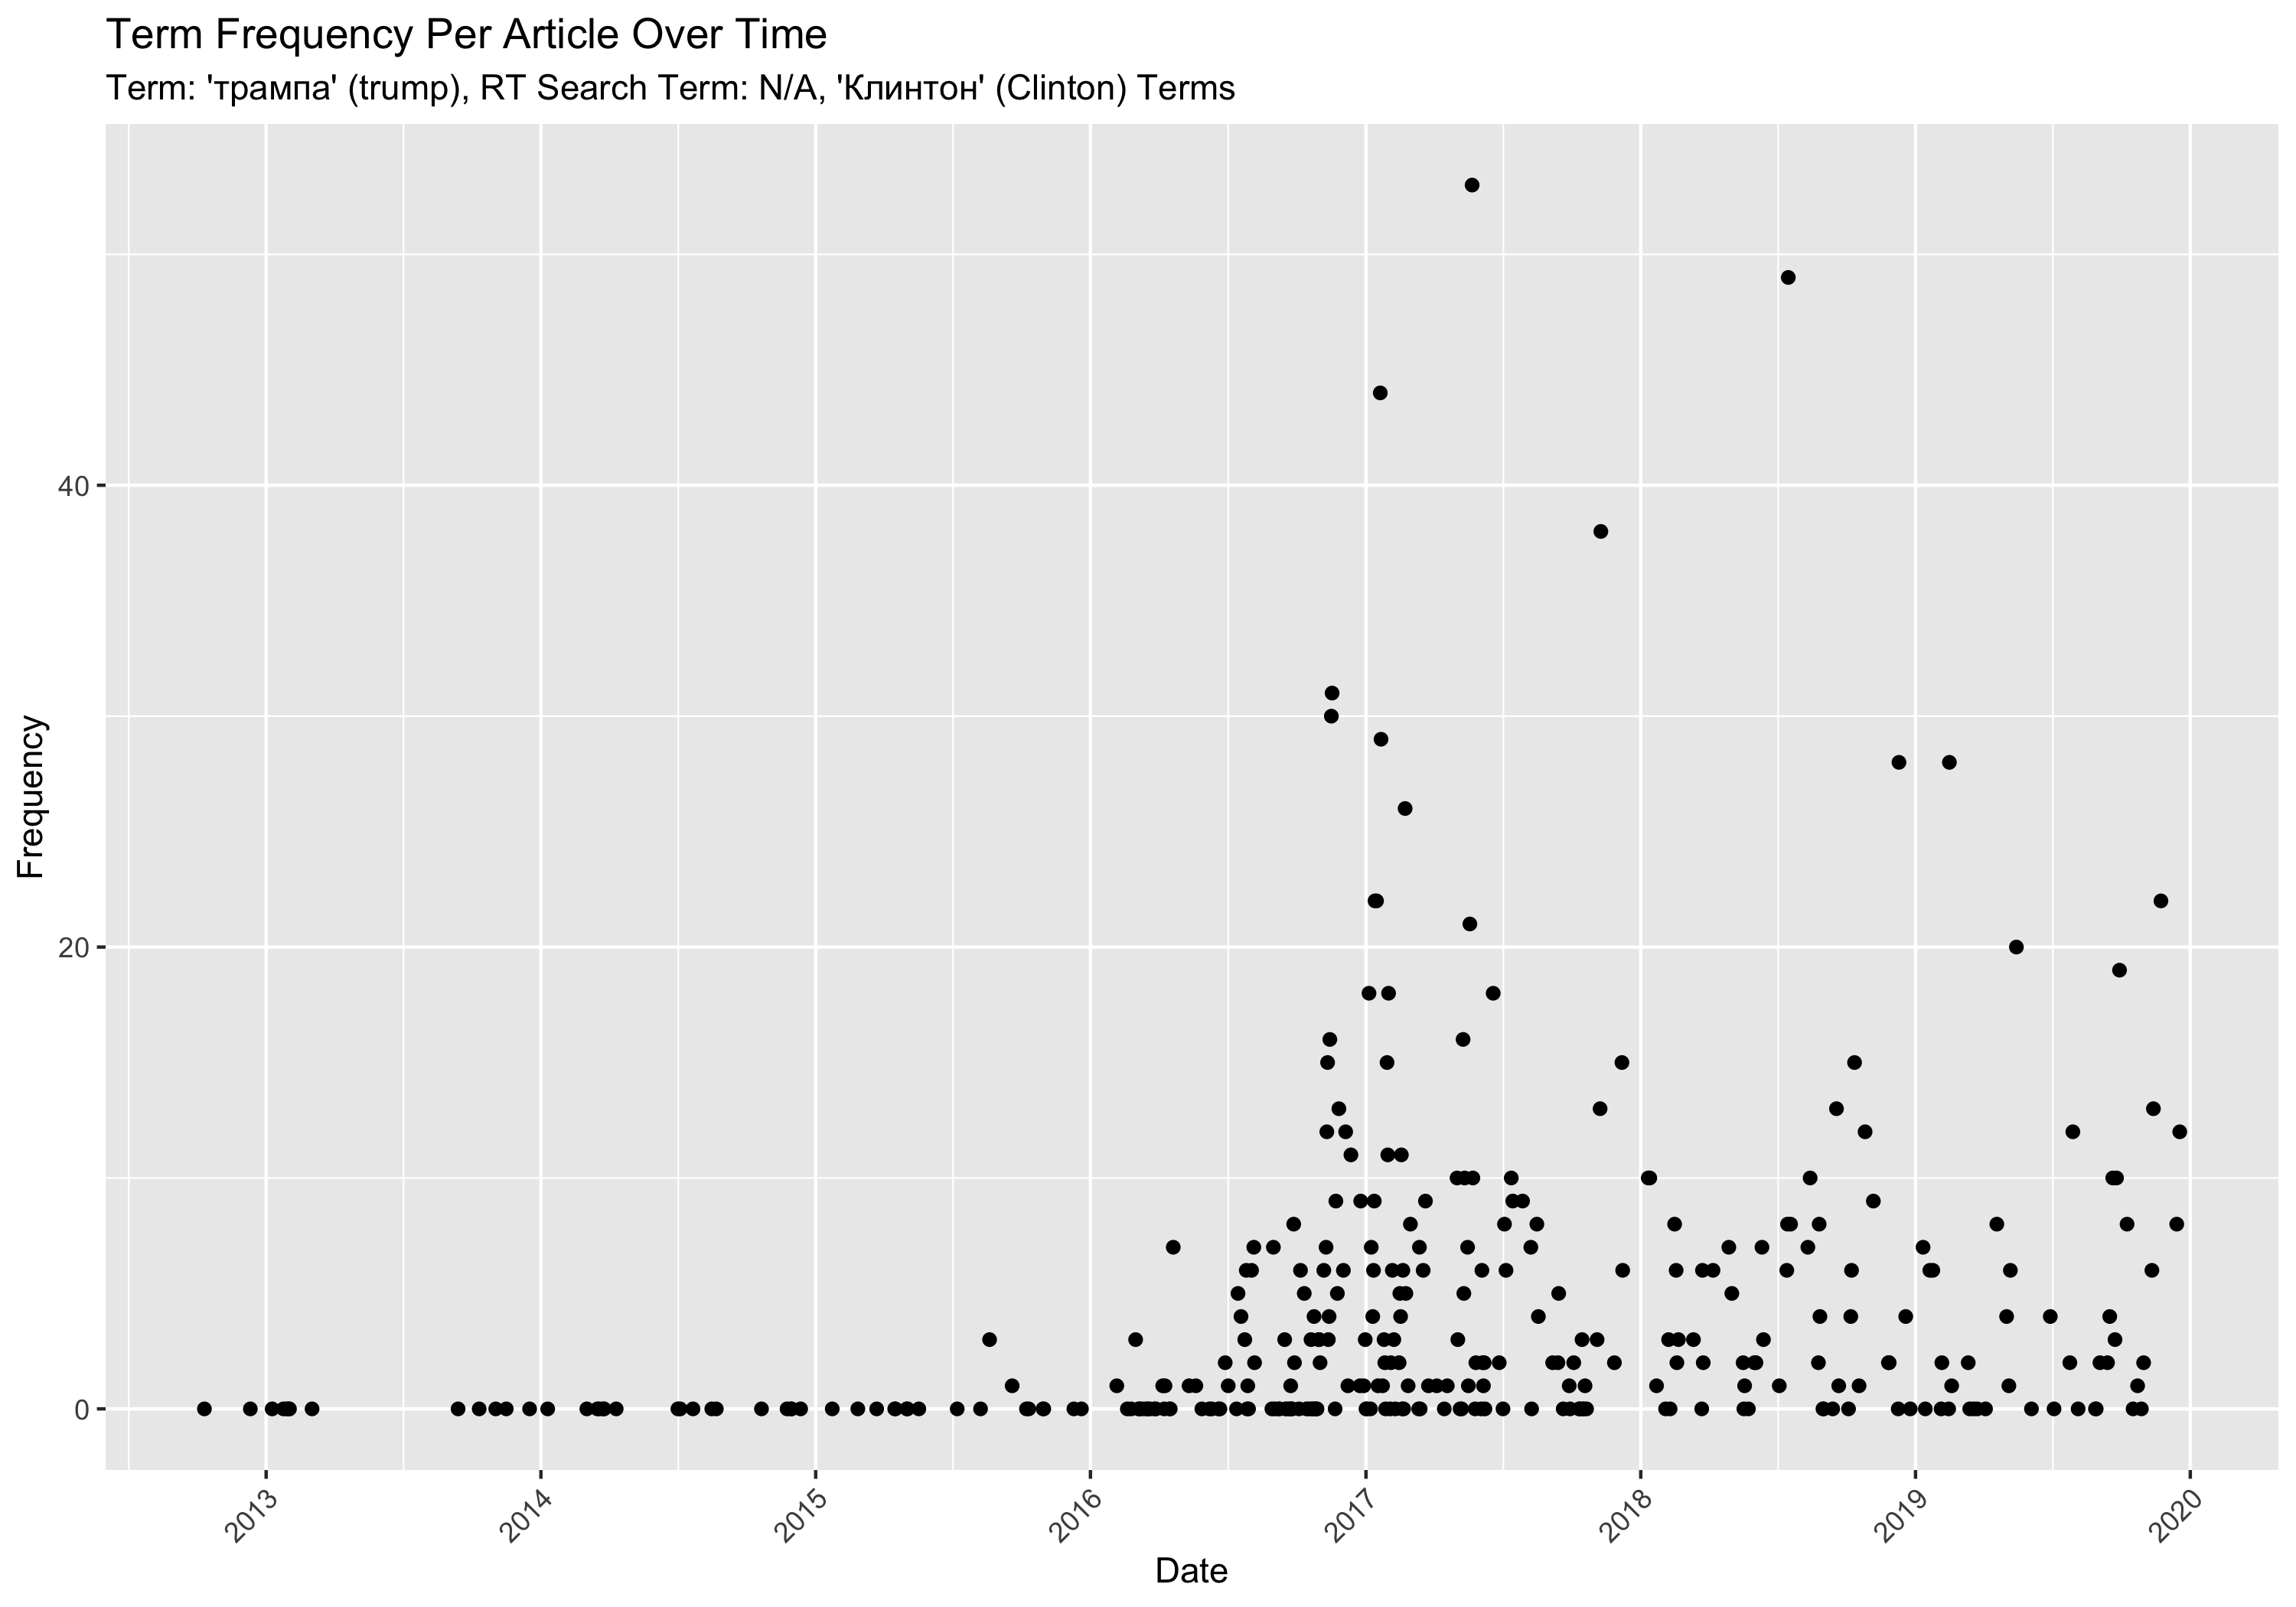 Term Frequency Per Article Over Time
Term: 'трампа' (trump), RT Search Term: N/A, 'Клинтон' (Clinton) Terms
Frequency
40
20
0
2013
2014
2015
2016
2017
2018
2019
2020
Date